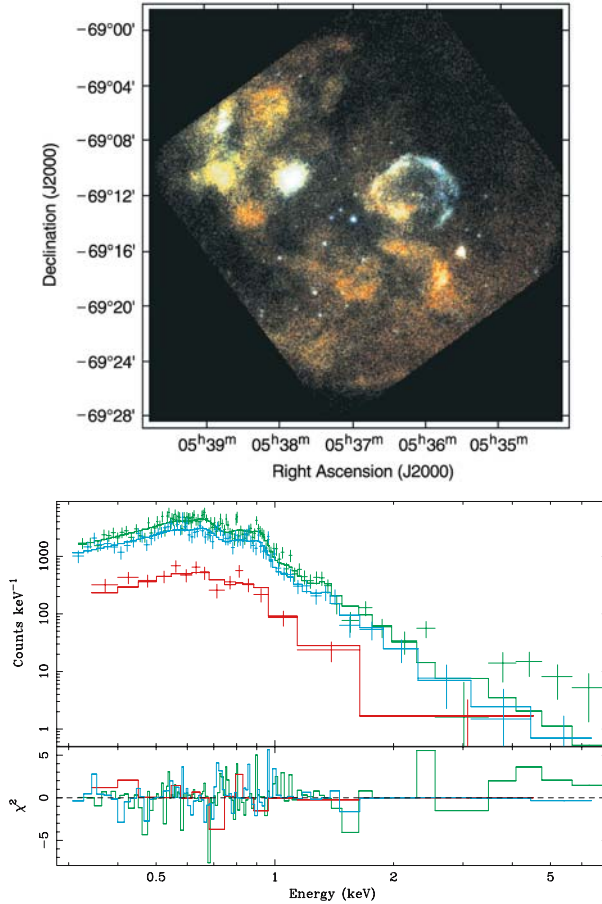 −69°00'
−69°04'
−69°08'
−69°12'
−69°16'
−69°20'
−69°24'
−69°28'
Declination (J2000)
05ʰ39ᵐ 05ʰ38ᵐ 05ʰ37ᵐ 05ʰ36ᵐ 05ʰ35ᵐ
Right Ascension (J2000)
1000
100
10
1
Counts keV⁻¹
5
0
−5
χ²
0.5 1 2 5
Energy (keV)